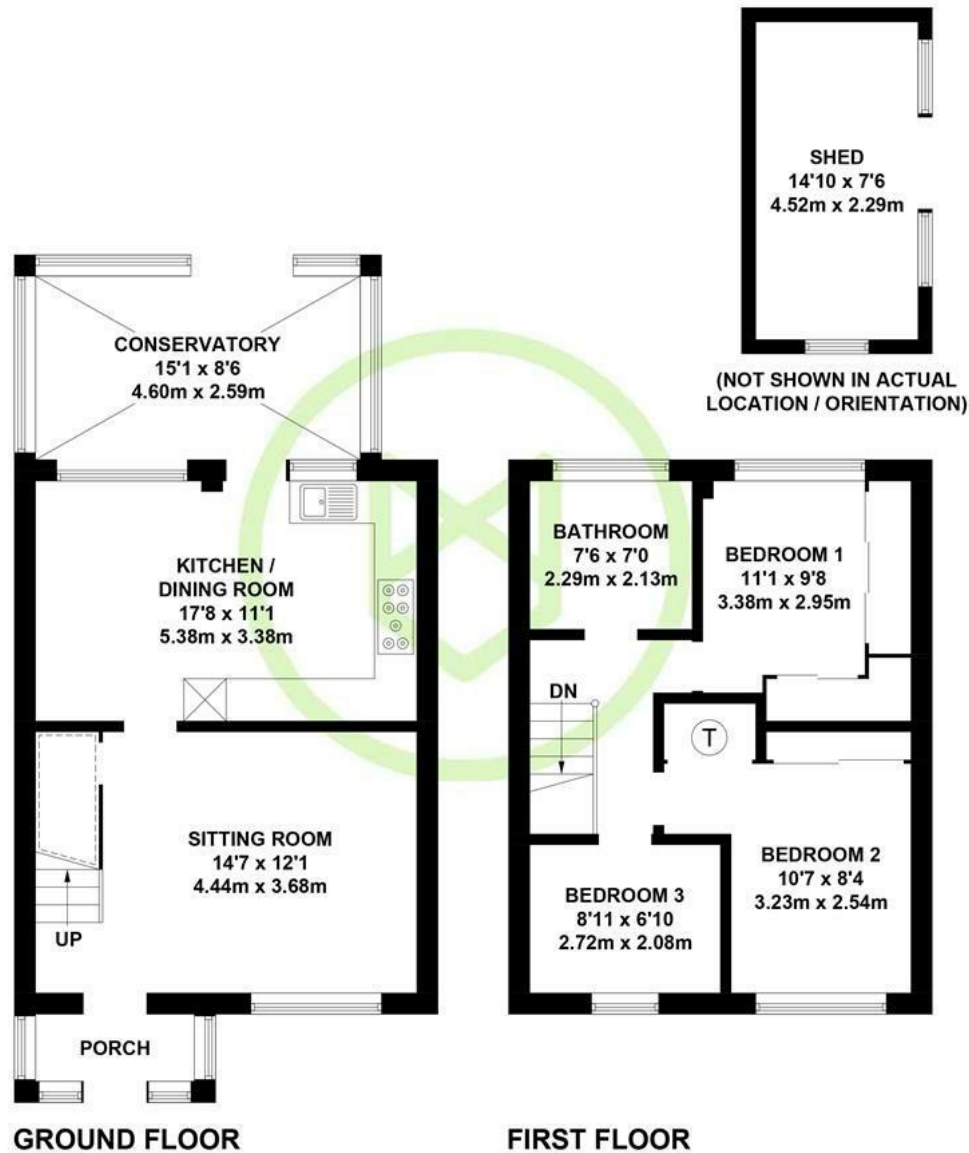 SHED
14'10 x 7'6
4.52m x 2.29m
(NOT SHOWN IN ACTUAL
LOCATION / ORIENTATION)
CONSERVATORY
15'1 x 8'6
4.60m x 2.59m
KITCHEN /
DINING ROOM
17'8 x 11'1
5.38m x 3.38m
SITTING ROOM
14'7 x 12'1
4.44m x 3.68m
UP
PORCH
GROUND FLOOR
BATHROOM
7'6 x 7'0
2.29m x 2.13m
BEDROOM 1
11'1 x 9'8
3.38m x 2.95m
DN
T
BEDROOM 2
10'7 x 8'4
3.23m x 2.54m
BEDROOM 3
8'11 x 6'10
2.72m x 2.08m
FIRST FLOOR